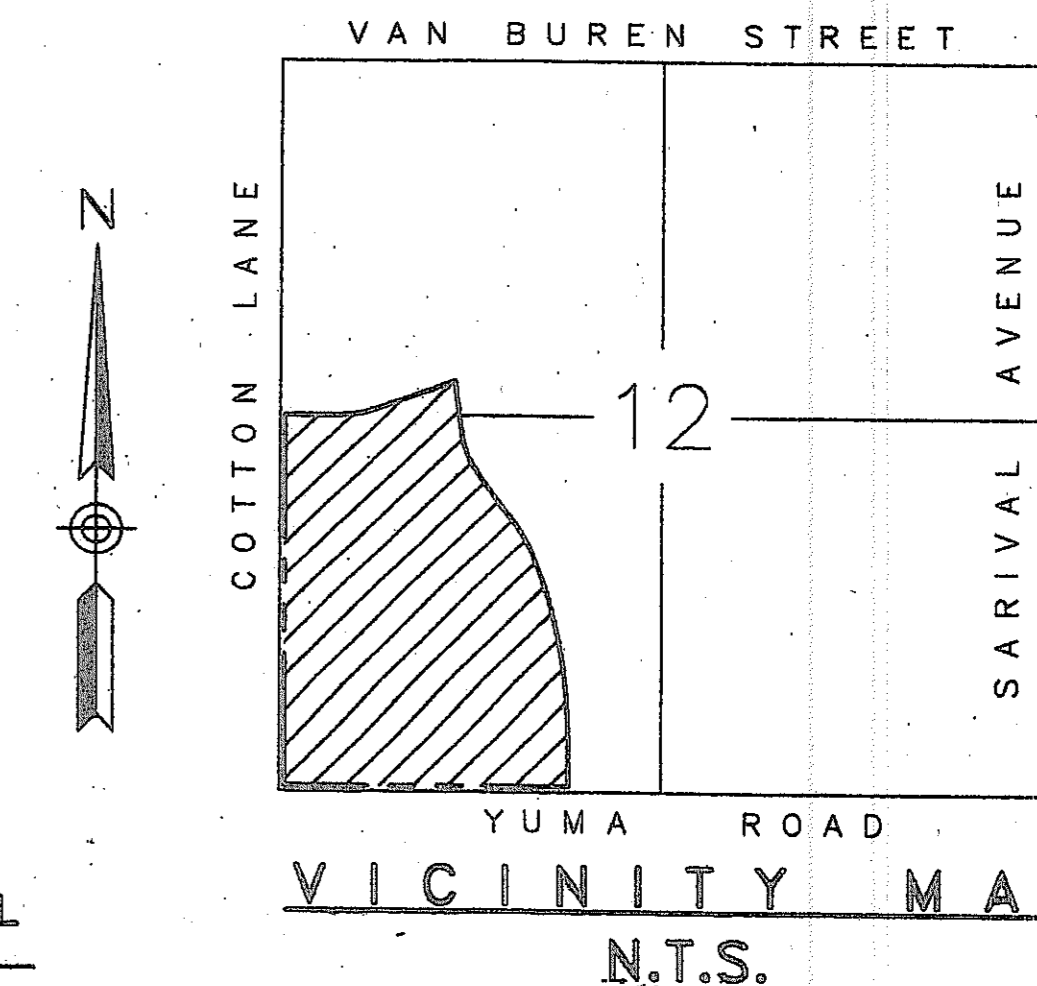 VAN BUREN STREET
N
COTTON LANE
12
SARIVAL AVENUE
YUMA ROAD
VICINITY MA
L
N.T.S.